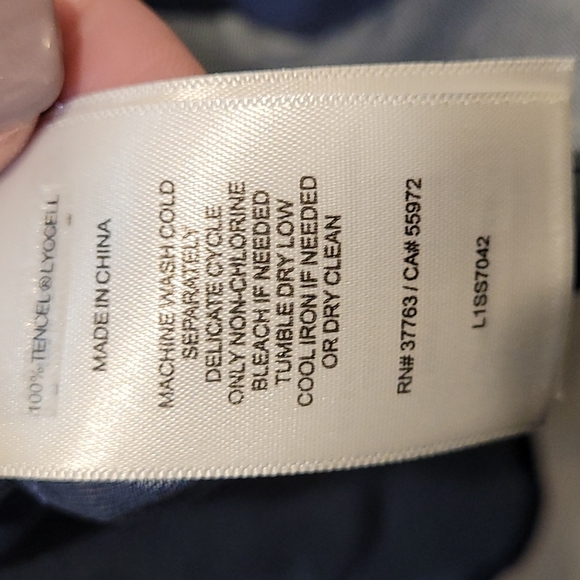 100% TENCEL ® LYOCELL
MADE IN CHINA
MACHINE WASH COLD
SEPARATELY
DELICATE CYCLE
ONLY NON-CHLORINE
BLEACH IF NEEDED
TUMBLE DRY LOW
COOL IRON IF NEEDED
OR DRY CLEAN
RN# 37763 / CA# 55972
L1SS7042